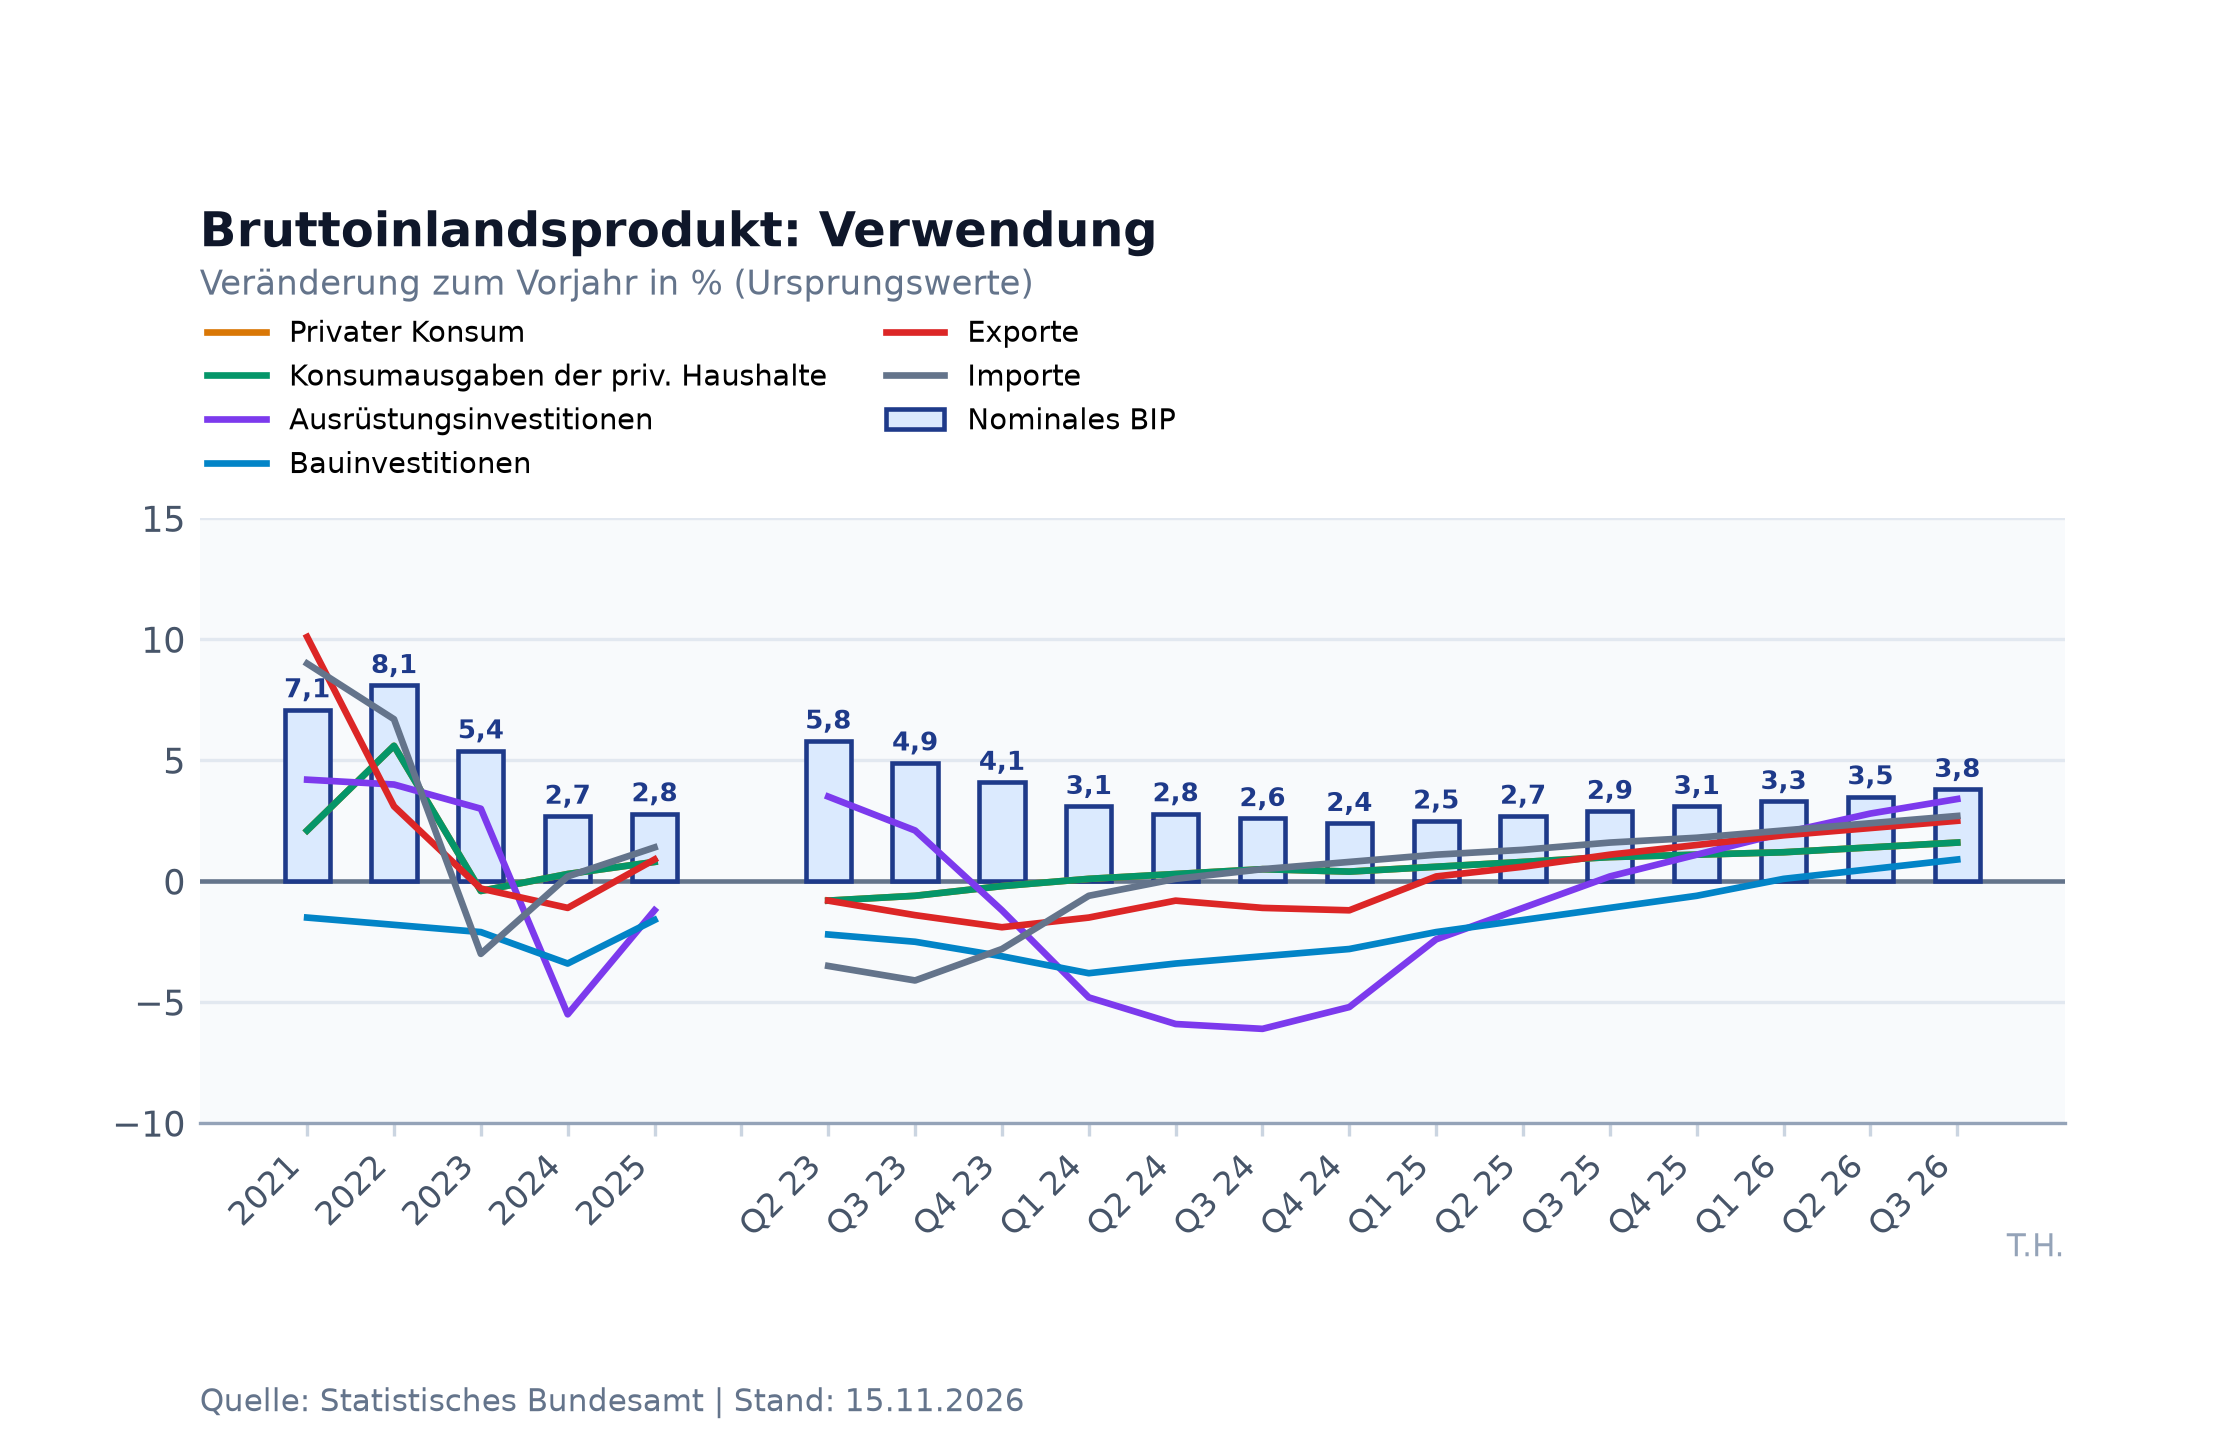 Bruttoinlandsprodukt: Verwendung
Veränderung zum Vorjahr in % (Ursprungswerte)
Privater Konsum
Konsumausgaben der priv. Haushalte
Ausrüstungsinvestitionen
Bauinvestitionen
Exporte
Importe
Nominales BIP
15
10
5
0
−5
−10
7,1
8,1
5,4
2,7
2,8
5,8
4,9
4,1
3,1
2,8
2,6
2,4
2,5
2,7
2,9
3,1
3,3
3,5
3,8
2021
2022
2023
2024
2025
Q2 23
Q3 23
Q4 23
Q1 24
Q2 24
Q3 24
Q4 24
Q1 25
Q2 25
Q3 25
Q4 25
Q1 26
Q2 26
Q3 26
T.H.
Quelle: Statistisches Bundesamt | Stand: 15.11.2026